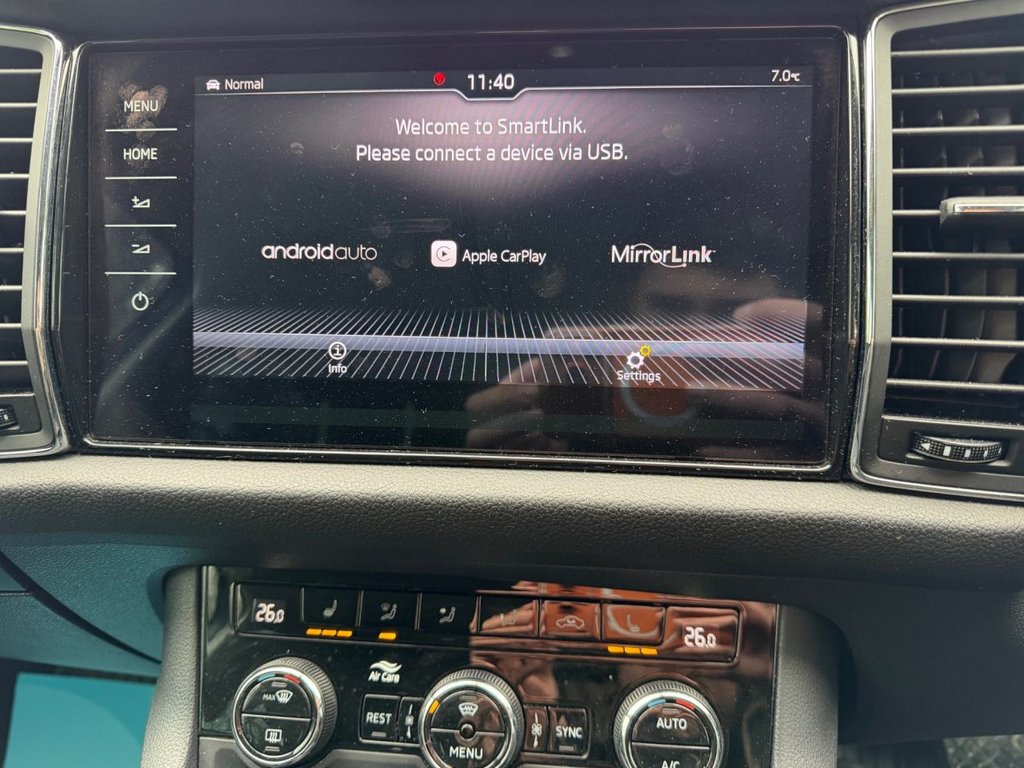 Normal 11:40 7.0°C
MENU
HOME
Welcome to SmartLink.
Please connect a device via USB.
androidauto Apple CarPlay MirrorLink™
Info Settings
26.0 26.0
Air Care
MAX REST SYNC AUTO
MENU A/C